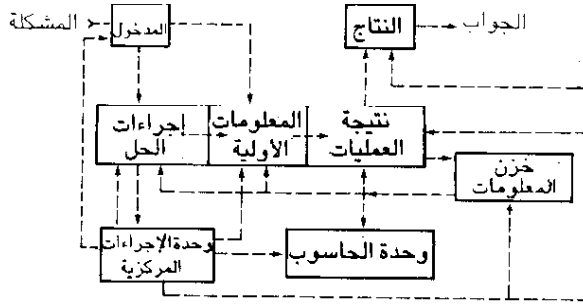 المشكلة
المدخول
النتاج
الجواب
إجراءات
الحل
المعلومات
الأولية
نتيجة
العمليات
خزن
المعلومات
وحدة الإجراءات
المركزية
وحدة الحاسوب